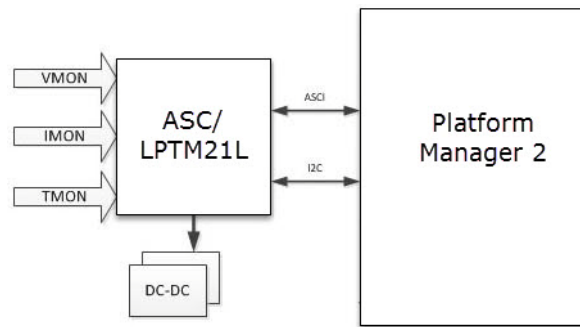 VMON
IMON
TMON
ASC/
LPTM21L
ASCI
I2C
Platform
Manager 2
DC-DC